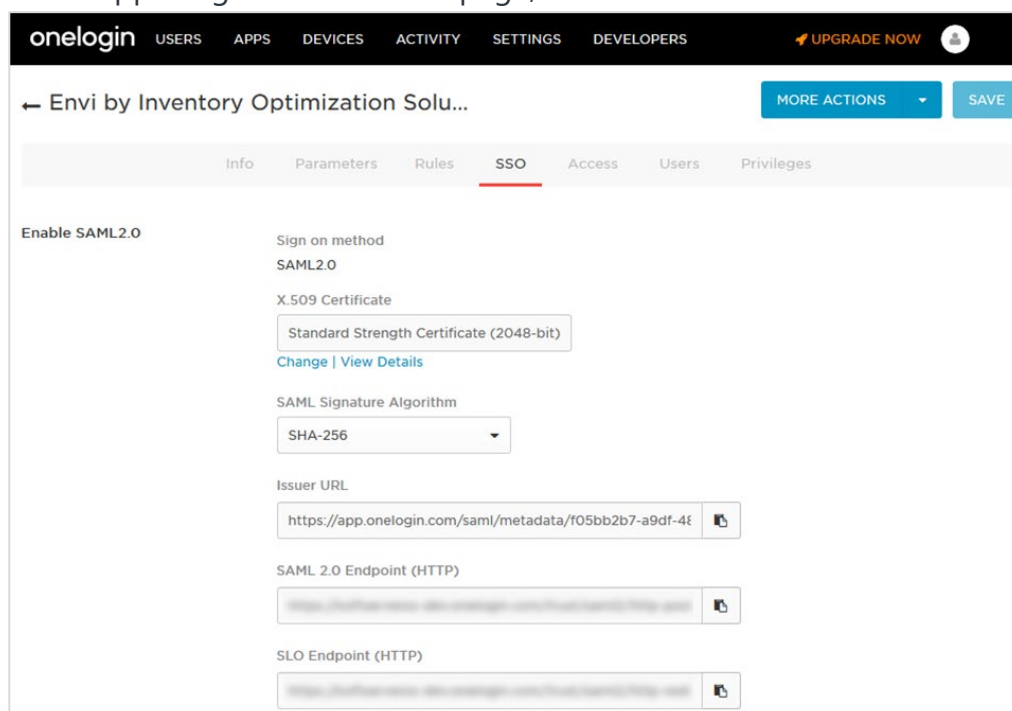 onelogin USERS APPS DEVICES ACTIVITY SETTINGS DEVELOPERS UPGRADE NOW
← Envi by Inventory Optimization Solu...
MORE ACTIONS
SAVE
Info Parameters Rules SSO Access Users Privileges
Enable SAML2.0
Sign on method
SAML2.0
X.509 Certificate
Standard Strength Certificate (2048-bit)
Change | View Details
SAML Signature Algorithm
SHA-256
Issuer URL
https://app.onelogin.com/saml/metadata/f05bb2b7-a9df-48
SAML 2.0 Endpoint (HTTP)
SLO Endpoint (HTTP)